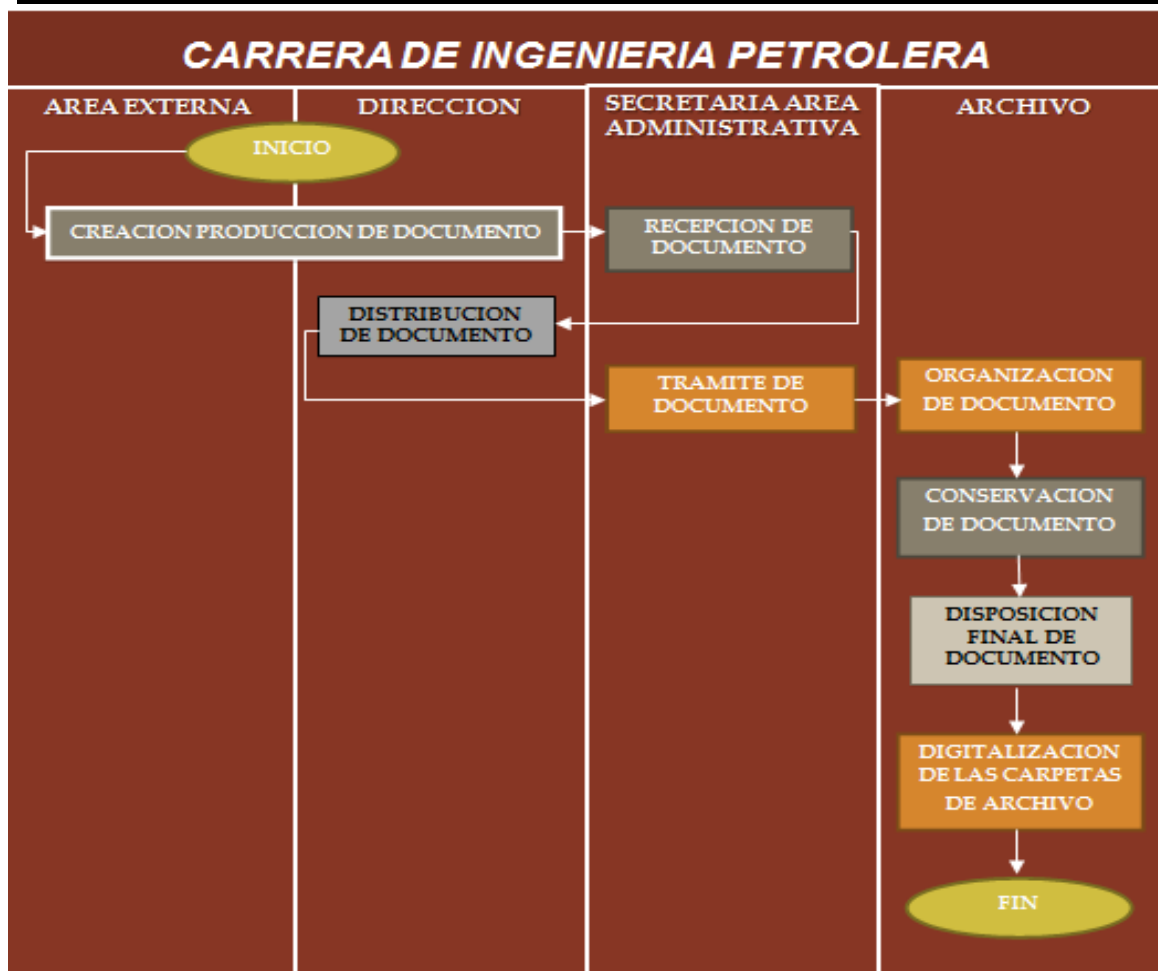 CARRERA DE INGENIERIA PETROLERA
AREA EXTERNA
DIRECCION
SECRETARIA AREA
ADMINISTRATIVA
ARCHIVO
INICIO
CREACION PRODUCCION DE DOCUMENTO
RECEPCION DE
DOCUMENTO
DISTRIBUCION
DE DOCUMENTO
TRAMITE DE
DOCUMENTO
ORGANIZACION
DE DOCUMENTO
CONSERVACION
DE DOCUMENTO
DISPOSICION
FINAL DE
DOCUMENTO
DIGITALIZACION
DE LAS CARPETAS
DE ARCHIVO
FIN